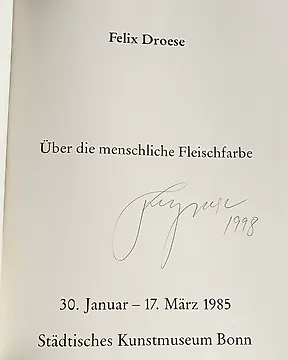 Felix Droese
Über die menschliche Fleischfarbe
1998
30. Januar – 17. März 1985
Städtisches Kunstmuseum Bonn